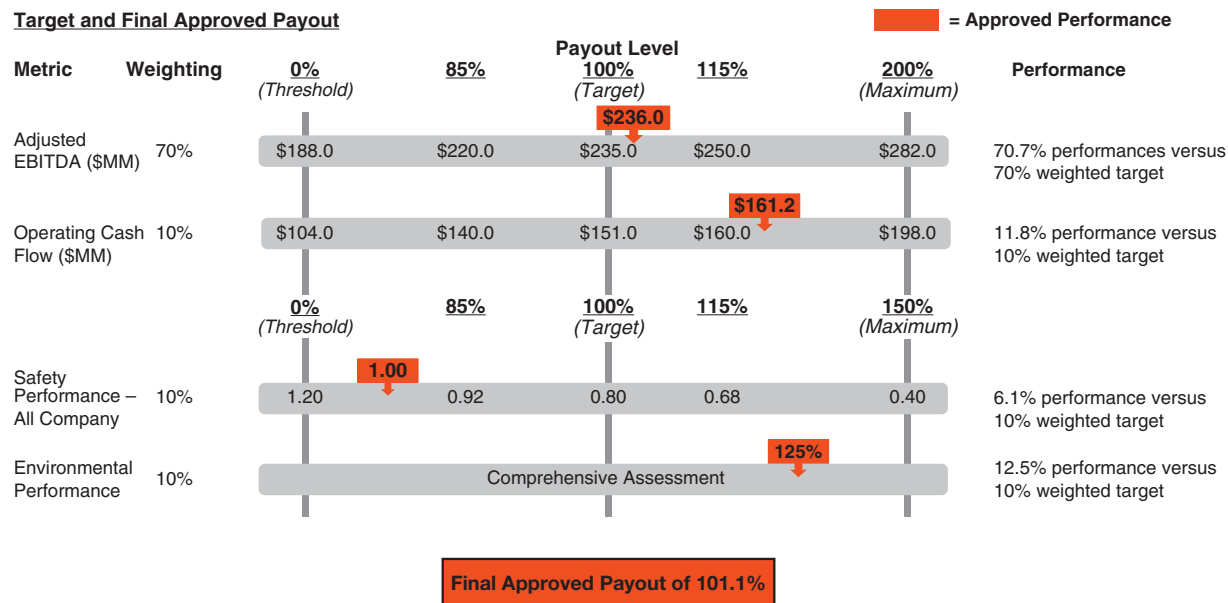 Target and Final Approved Payout
= Approved Performance
Payout Level
Metric Weighting 0% 85% 100% 115% 200% Performance
(Threshold) (Target) (Maximum)
$236.0
Adjusted
EBITDA ($MM) 70% $188.0 $220.0 $235.0 $250.0 $282.0 70.7% performances versus
70% weighted target
$161.2
Operating Cash 10% $104.0 $140.0 $151.0 $160.0 $198.0 11.8% performance versus
Flow ($MM) 10% weighted target
0% 85% 100% 115% 150%
(Threshold) (Target) (Maximum)
1.00
Safety
Performance – 10% 1.20 0.92 0.80 0.68 0.40 6.1% performance versus
All Company 10% weighted target
125%
Environmental 10% Comprehensive Assessment 12.5% performance versus
Performance 10% weighted target
Final Approved Payout of 101.1%